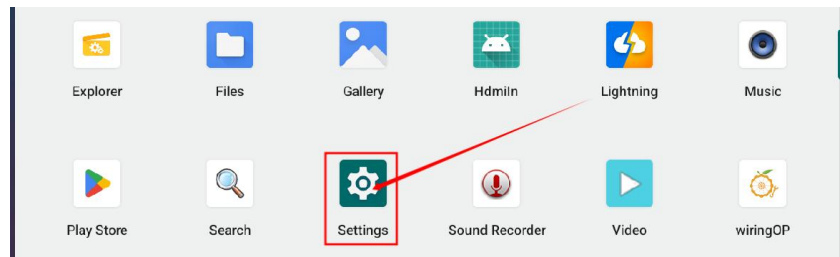 Explorer Files Gallery HdmiIn Lightning Music
Play Store Search Settings Sound Recorder Video wiringOP